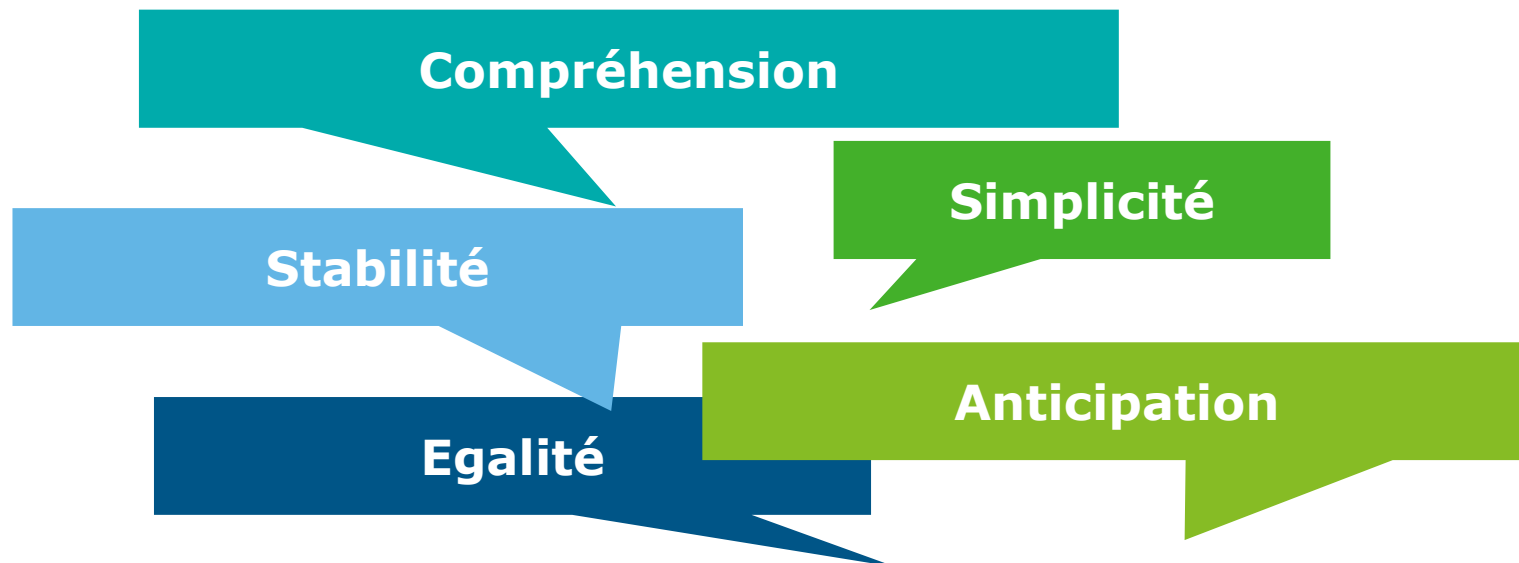 Compréhension
Simplicité
Stabilité
Anticipation
Egalité